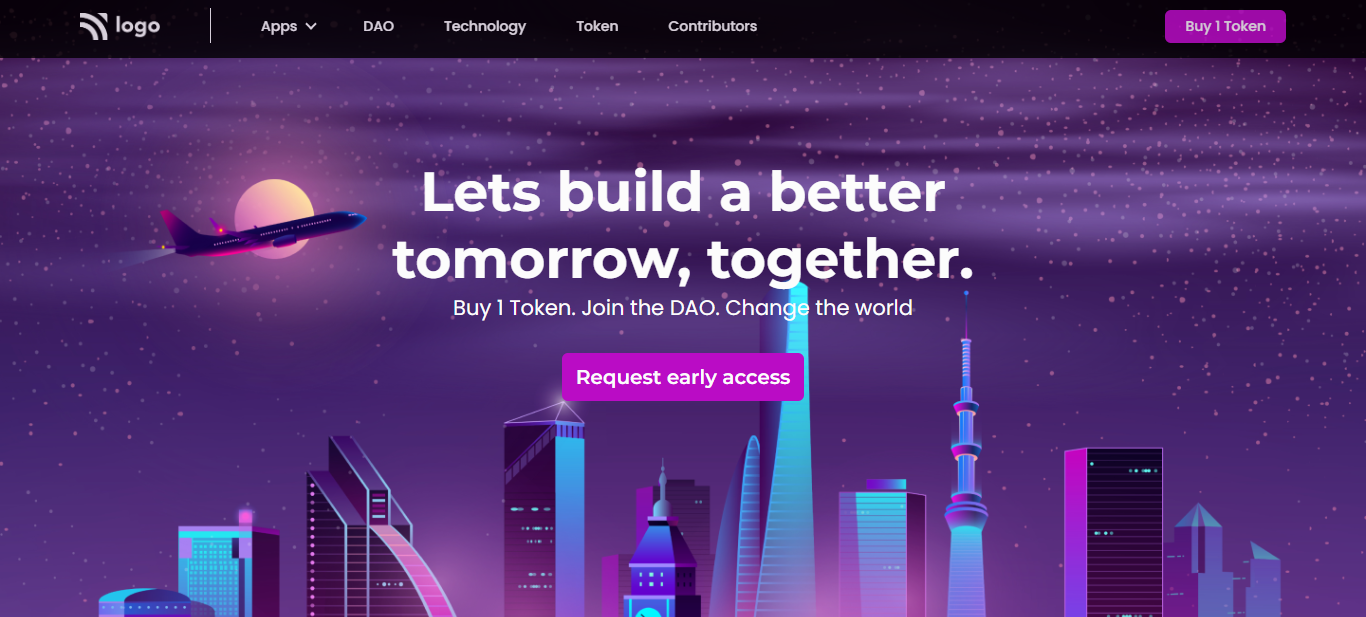 logo
Apps
DAO
Technology
Token
Contributors
Buy 1 Token
Lets build a better
tomorrow, together.
Buy 1 Token. Join the DAO. Change the world
Request early access